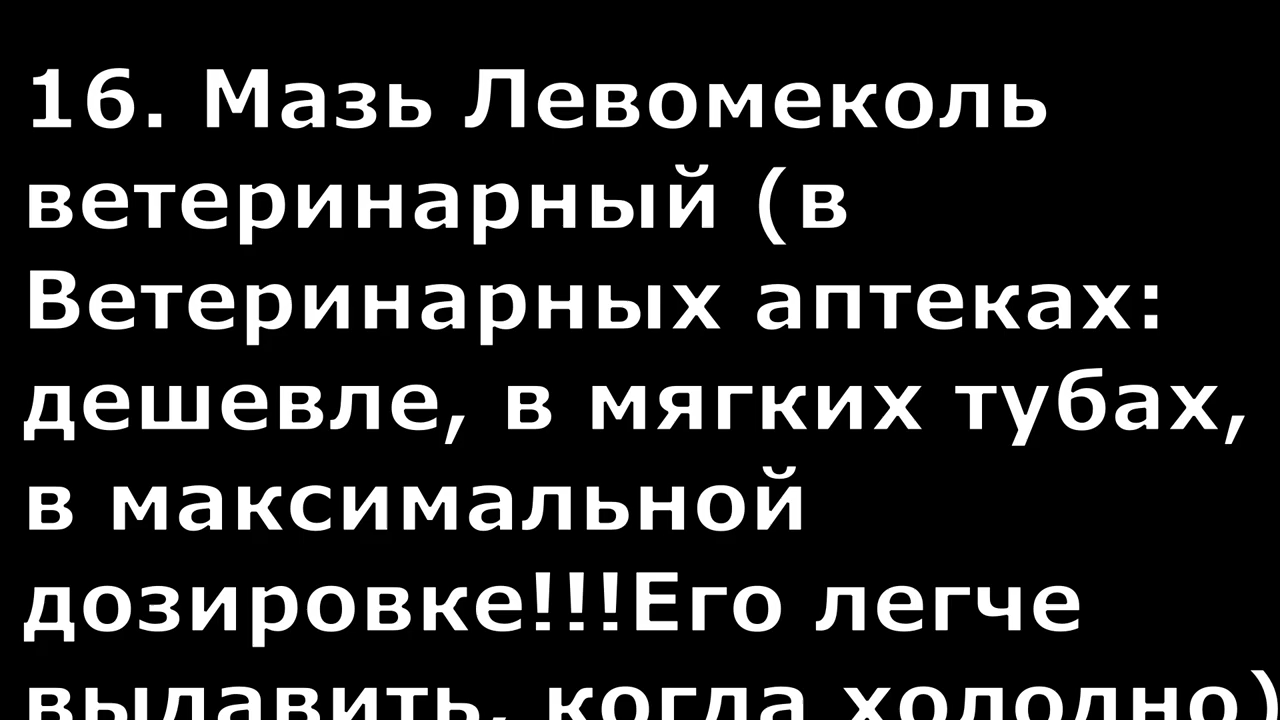 16. Мазь Левомеколь
ветеринарный (в
Ветеринарных аптеках:
дешевле, в мягких тубах,
в максимальной
дозировке!!!Его легче
выдавить, когда холодно)